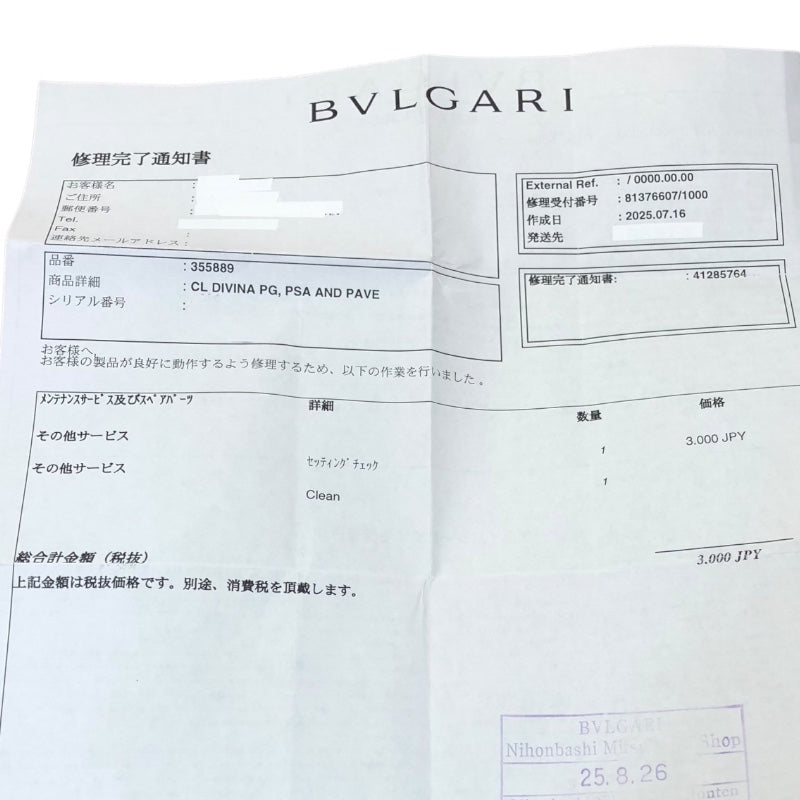 BVLGARI
修理完了通知書
お客様名 :
ご住所 :
郵便番号 :
Tel. :
Fax
連絡先メールアドレス :
External Ref. : / 0000.00.00
修理受付番号 : 81376607/1000
作成日 : 2025.07.16
発送先
品番 : 355889
商品詳細 : CL DIVINA PG, PSA AND PAVE
シリアル番号 :
修理完了通知書: : 41285764
お客様へ
お客様の製品が良好に動作するよう修理するため、以下の作業を行いました。
ﾒﾝﾃﾅﾝｽｻｰﾋﾞｽ及びｽﾍﾟｱﾊﾟｰﾂ 詳細 数量 価格
その他サービス 1 3.000 JPY
その他サービス ｾｯﾃｨﾝｸﾞﾁｪｯｸ 1
Clean
総合計金額（税抜） 3.000 JPY
上記金額は税抜価格です。別途、消費税を頂戴します。
BVLGARI
Nihonbashi Shop
25.8.26